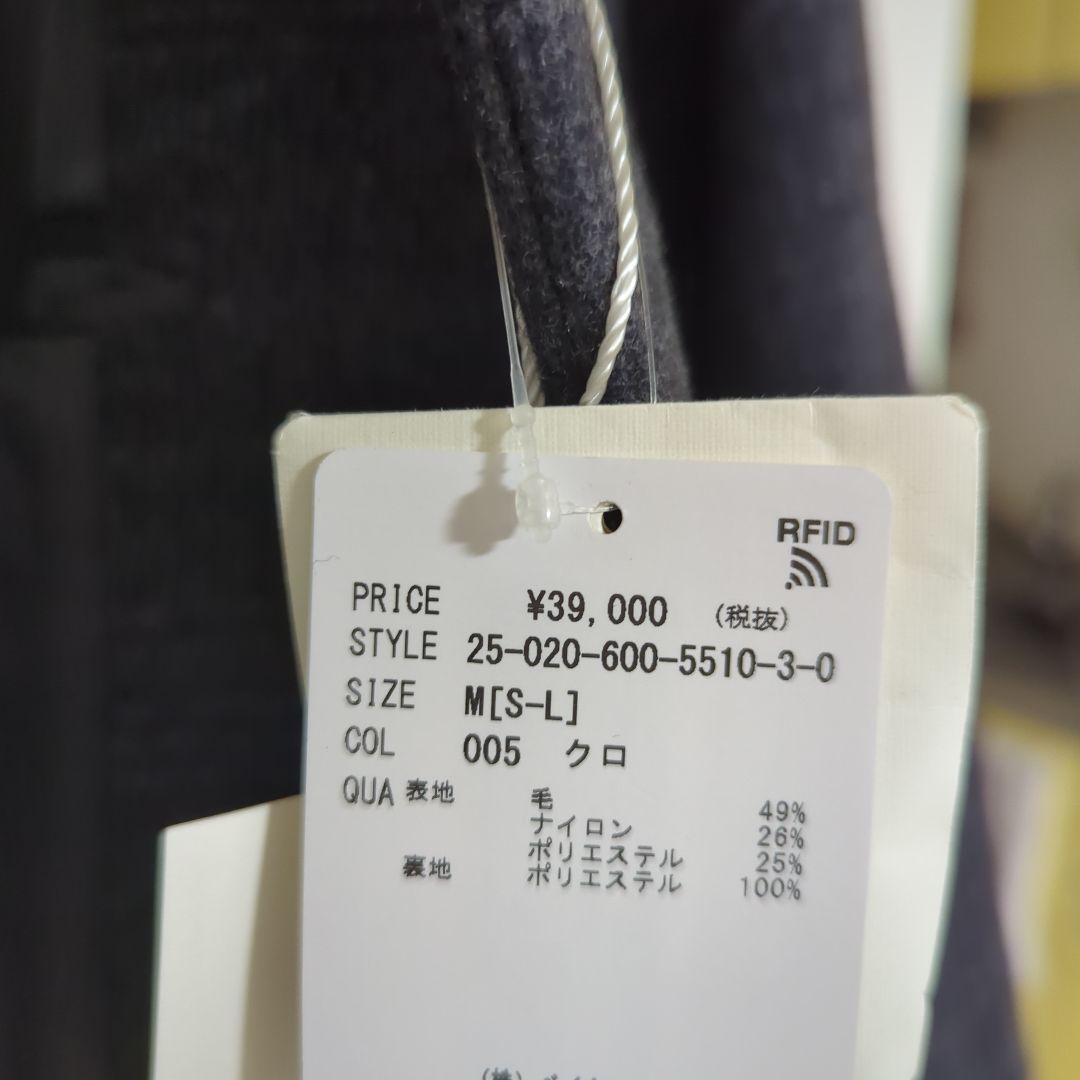 RFID
PRICE ¥39,000 (税抜)
STYLE 25-020-600-5510-3-0
SIZE M[S-L]
COL 005 クロ
QUA 表地 毛 49%
ナイロン 26%
ポリエステル 25%
裏地 ポリエステル 100%